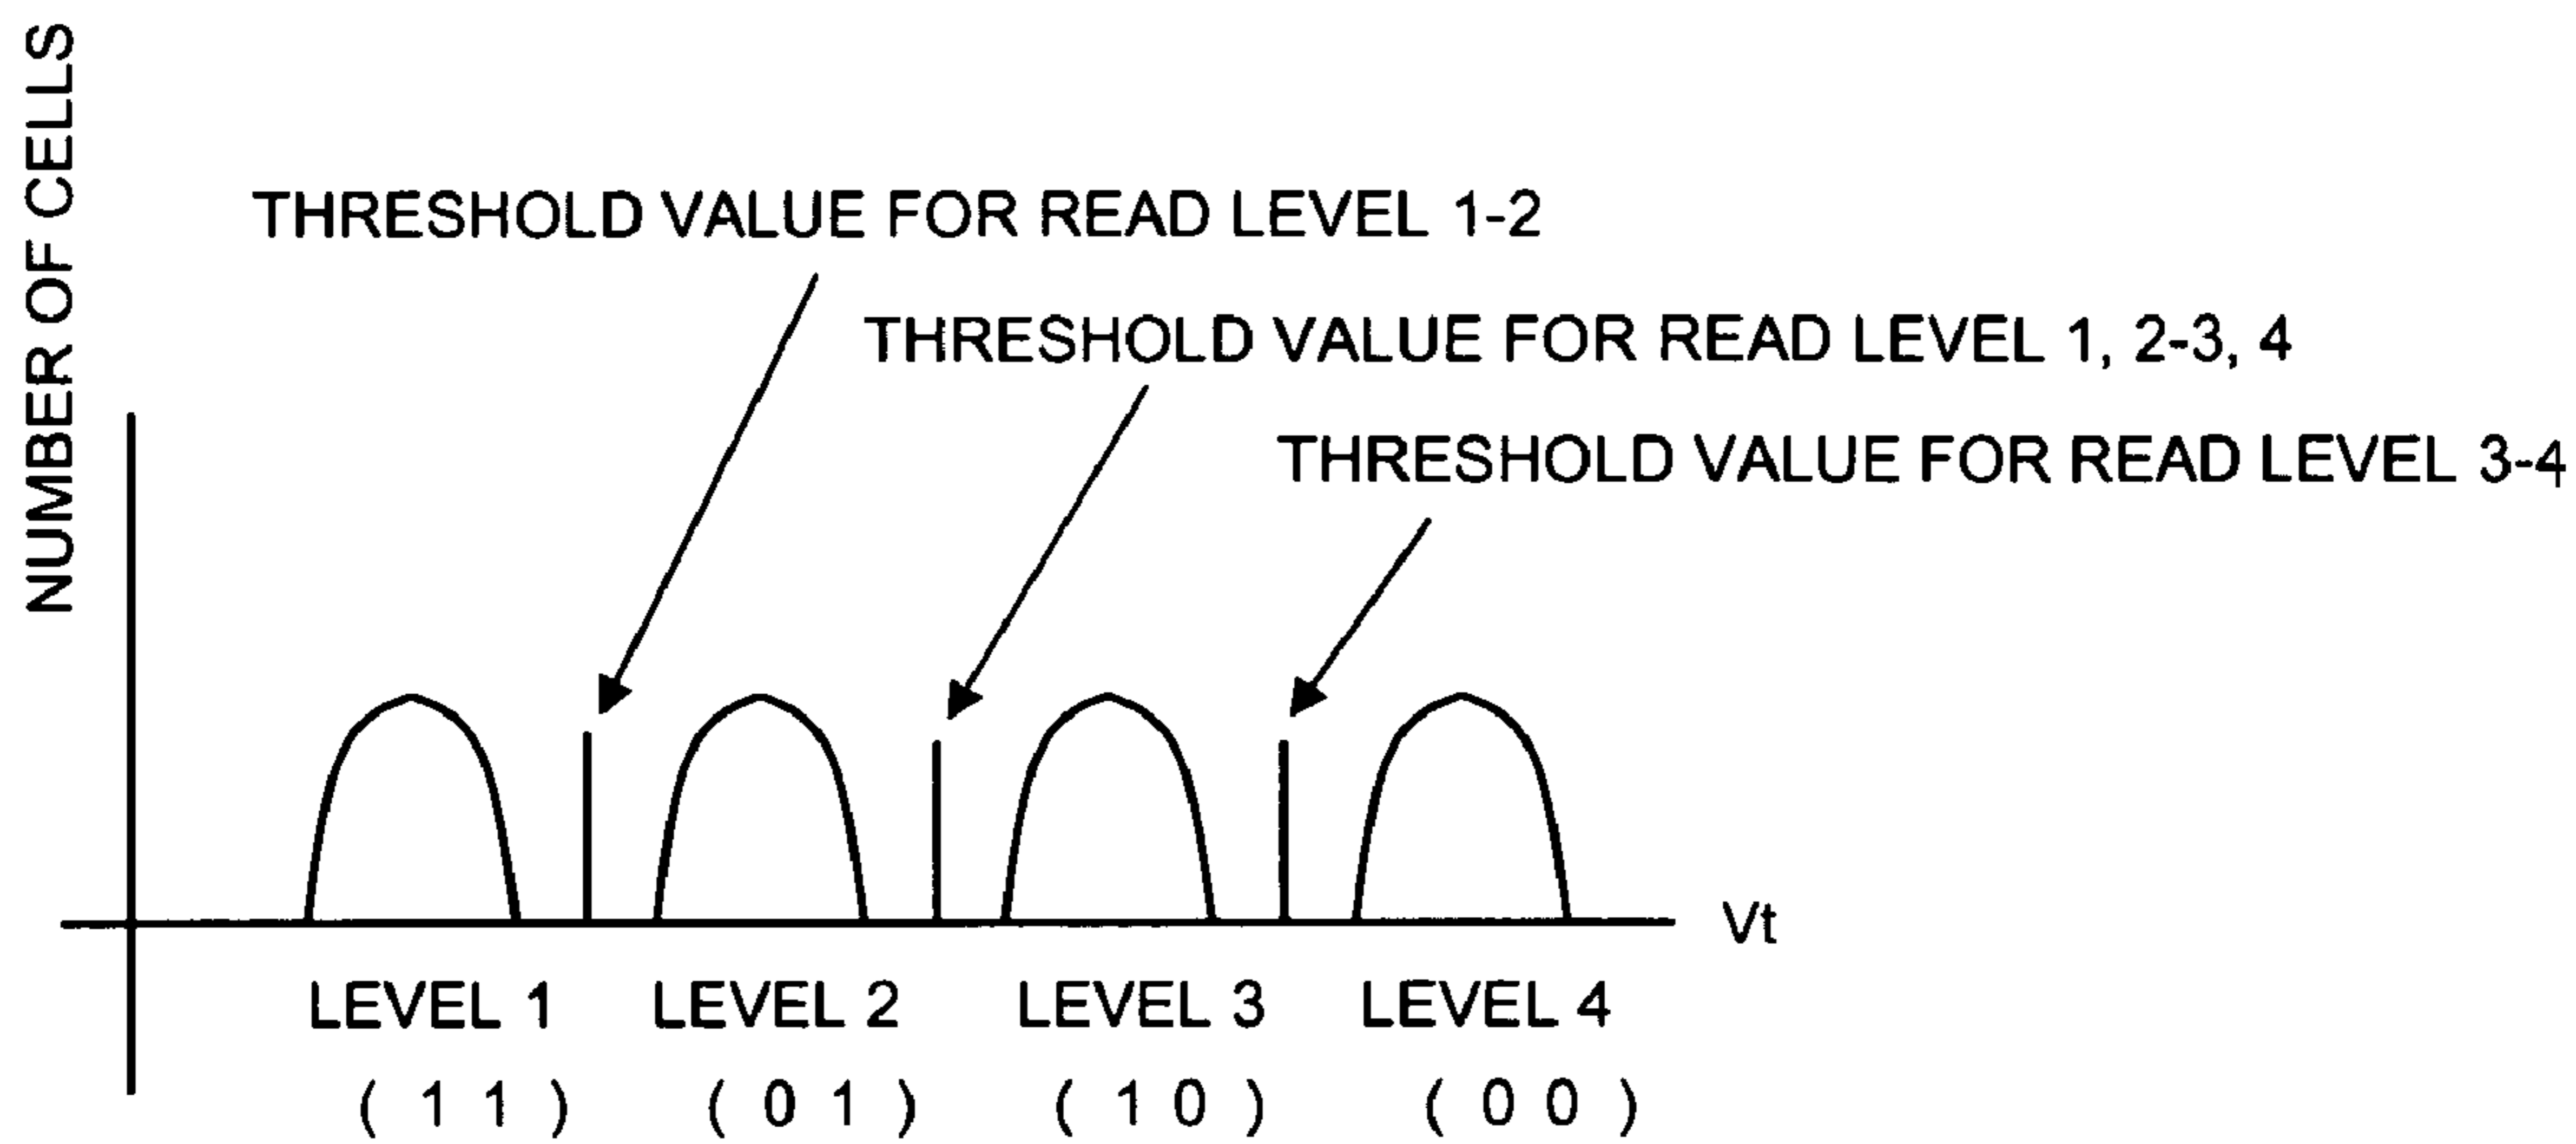 NUMBER OF CELLS
THRESHOLD VALUE FOR READ LEVEL 1-2
THRESHOLD VALUE FOR READ LEVEL 1, 2-3, 4
THRESHOLD VALUE FOR READ LEVEL 3-4
Vt
LEVEL 1 LEVEL 2 LEVEL 3 LEVEL 4
( 1 1 ) ( 0 1 ) ( 1 0 ) ( 0 0 )